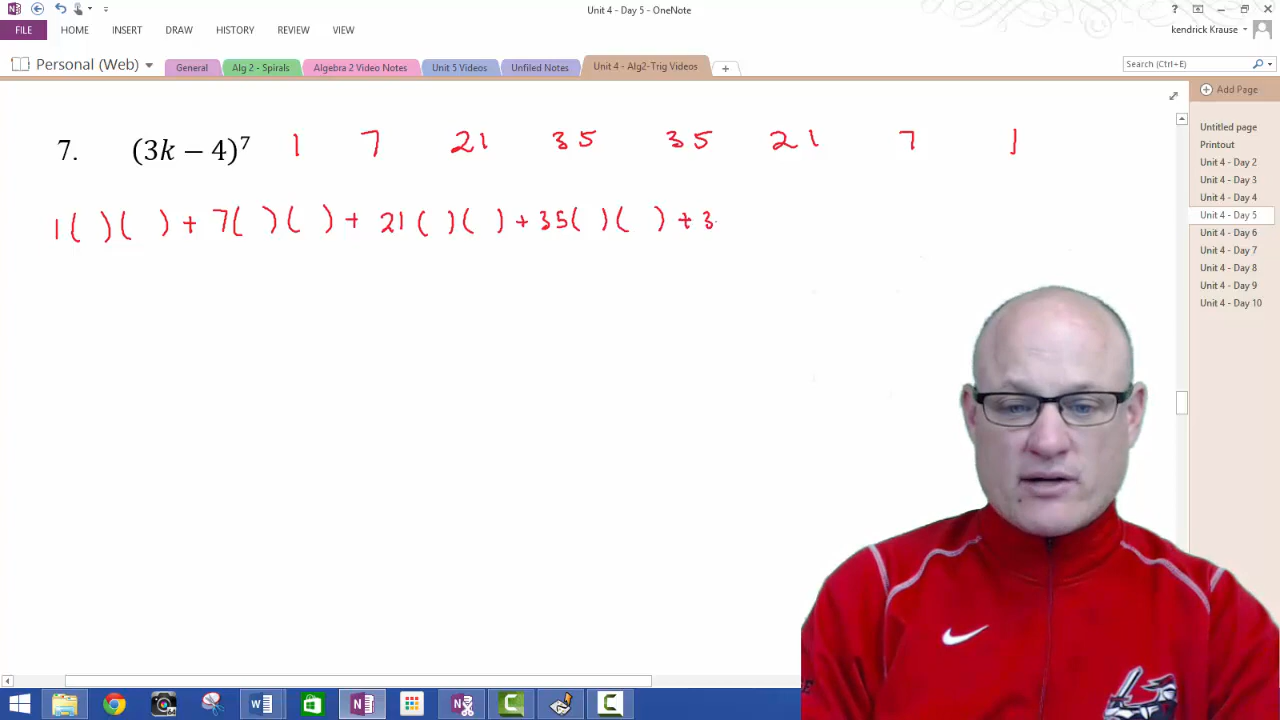 Unit 4 - Day 5 - OneNote
FILE HOME INSERT DRAW HISTORY REVIEW VIEW
kendrick Krause
Personal (Web) General Alg 2 - Spirals Algebra 2 Video Notes Unit 5 Videos Unfiled Notes Unit 4 - Alg2-Trig Videos
Search (Ctrl+E)
Add Page
Untitled page
Printout
Unit 4 - Day 2
Unit 4 - Day 3
Unit 4 - Day 4
Unit 4 - Day 5
Unit 4 - Day 6
Unit 4 - Day 7
Unit 4 - Day 8
Unit 4 - Day 9
Unit 4 - Day 10
7. (3k − 4)⁷ 1 7 21 35 35 21 7 1
1( )( ) + 7( )( ) + 21( )( ) + 35( )( ) + 3